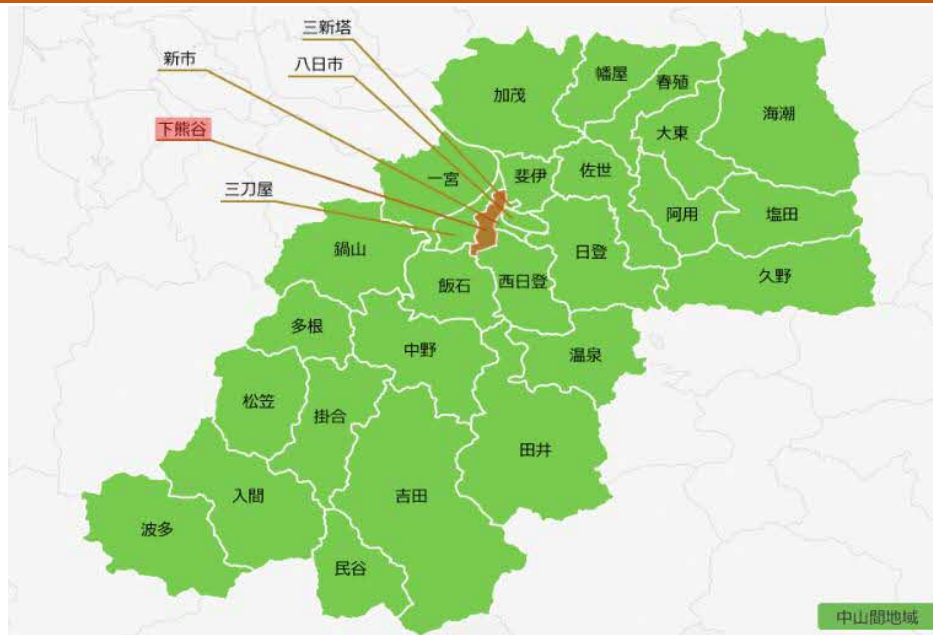 三新塔
新市
八日市
幡屋
春殖
加茂
海潮
下熊谷
大東
一宮
斐伊
佐世
三刀屋
阿用
塩田
鍋山
日登
久野
飯石
西日登
多根
中野
温泉
松笠
掛合
田井
入間
吉田
波多
民谷
中山間地域